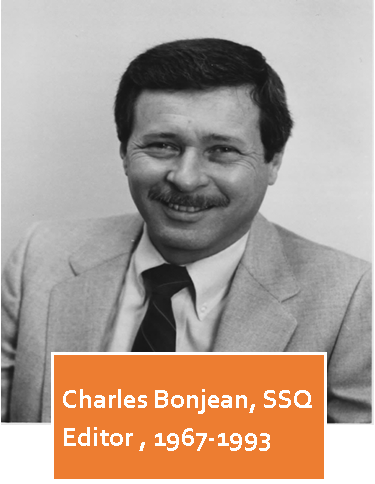 Charles Bonjean, SSQ
Editor , 1967-1993